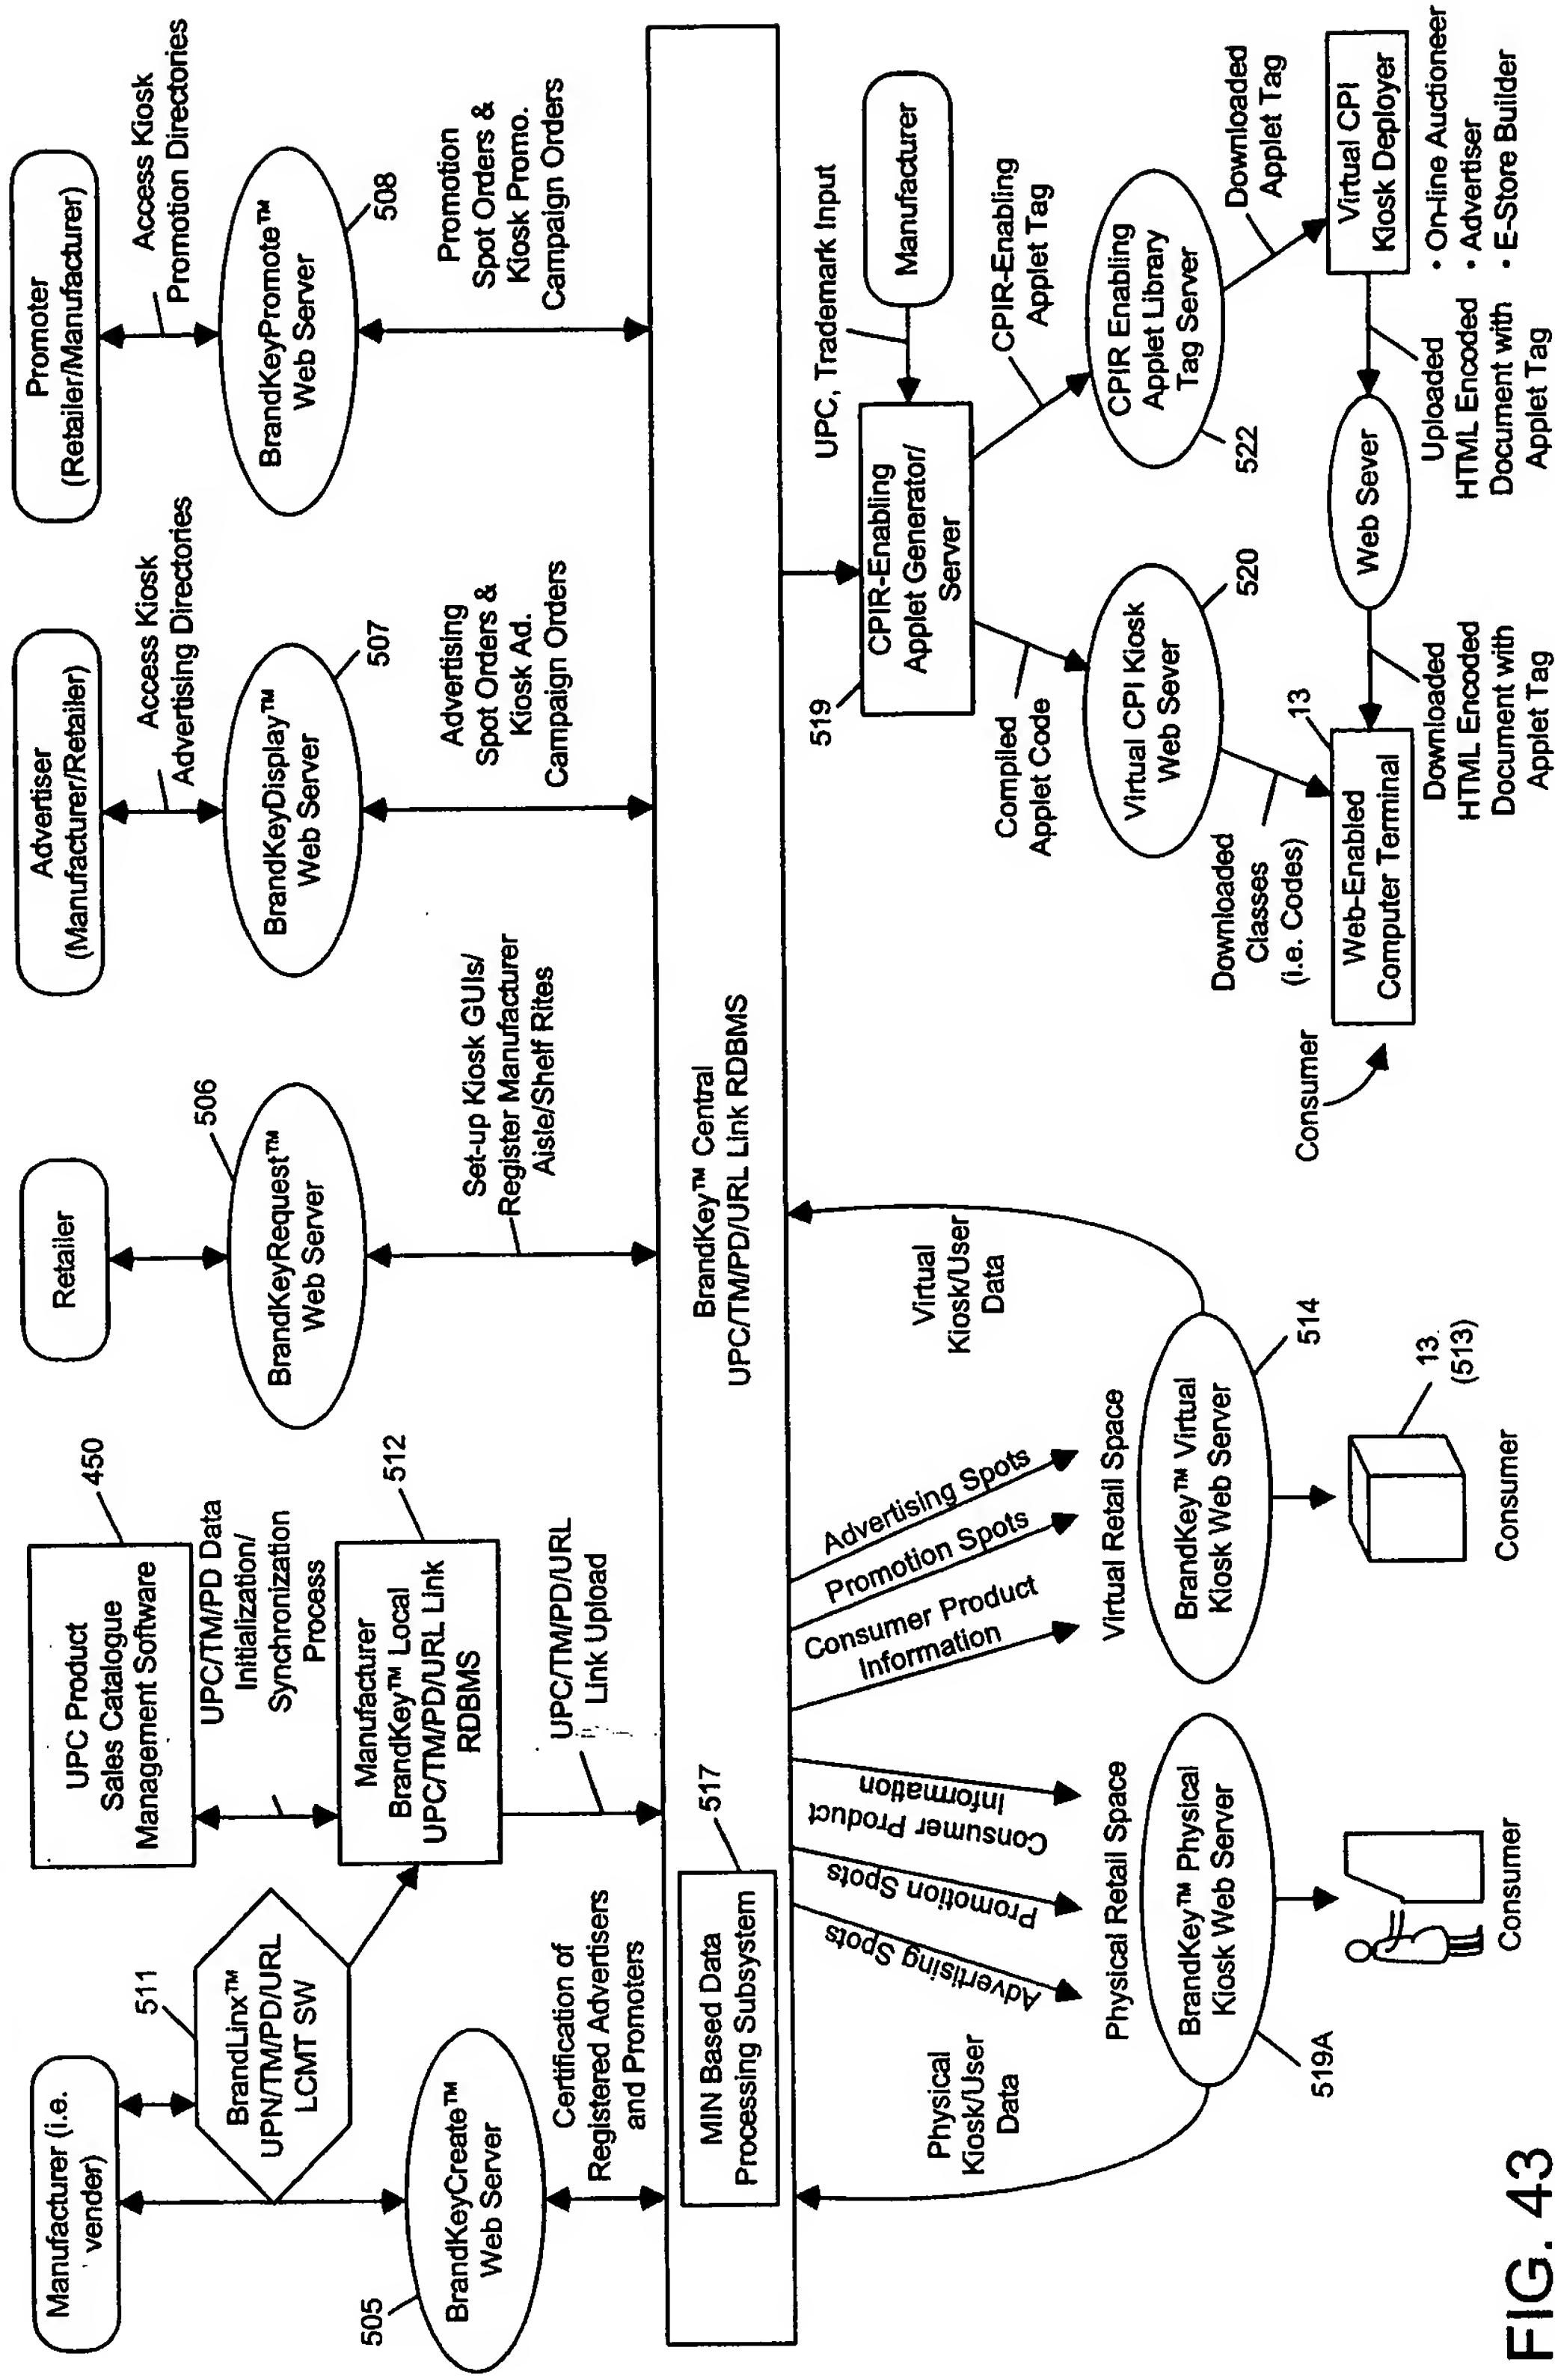 Manufacturer (i.e.
vender)
511
BrandLinx™
UPN/TM/PD/URL
LCMT SW
505
BrandKeyCreate™
Web Server
Certification of
Registered Advertisers
and Promoters
450
UPC Product
Sales Catalogue
Management Software
UPC/TM/PD Data
Initialization/
Synchronization
Process
512
Manufacturer
BrandKey™ Local
UPC/TM/PD/URL Link
RDBMS
UPC/TM/PD/URL
Link Upload
Retailer
506
BrandKeyRequest™
Web Server
Set-up Kiosk GUIs/
Register Manufacturer
Aisle/Shelf Rites
Advertiser
(Manufacturer/Retailer)
Access Kiosk
Advertising Directories
BrandKeyDisplay™
Web Server
507
Advertising
Spot Orders &
Kiosk Ad.
Campaign Orders
Promoter
(Retailer/Manufacturer)
Access Kiosk
Promotion Directories
BrandKeyPromote™
Web Server
508
Promotion
Spot Orders &
Kiosk Promo.
Campaign Orders
MIN Based Data
Processing Subsystem
517
BrandKey™ Central
UPC/TM/PD/URL Link RDBMS
Physical
Kiosk/User
Data
Advertising Spots
Promotion Spots
Consumer Product
Information
Physical Retail Space
BrandKey™ Physical
Kiosk Web Server
519A
Consumer
Consumer Product
Information
Promotion Spots
Advertising Spots
Virtual Retail Space
BrandKey™ Virtual
Kiosk Web Server
514
Virtual
Kiosk/User
Data
13
(513)
Consumer
519
CPIR-Enabling
Applet Generator/
Server
UPC, Trademark Input
Manufacturer
Compiled
Applet Code
CPIR-Enabling
Applet Tag
Virtual CPI Kiosk
Web Sever
520
CPIR Enabling
Applet Library
Tag Server
522
Downloaded
Classes
(i.e. Codes)
Downloaded
Applet Tag
Consumer
Web-Enabled
Computer Terminal
13
Web Sever
Virtual CPI
Kiosk Deployer
• On-line Auctioneer
• Advertiser
• E-Store Builder
Downloaded
HTML Encoded
Document with
Applet Tag
Uploaded
HTML Encoded
Document with
Applet Tag
FIG. 43